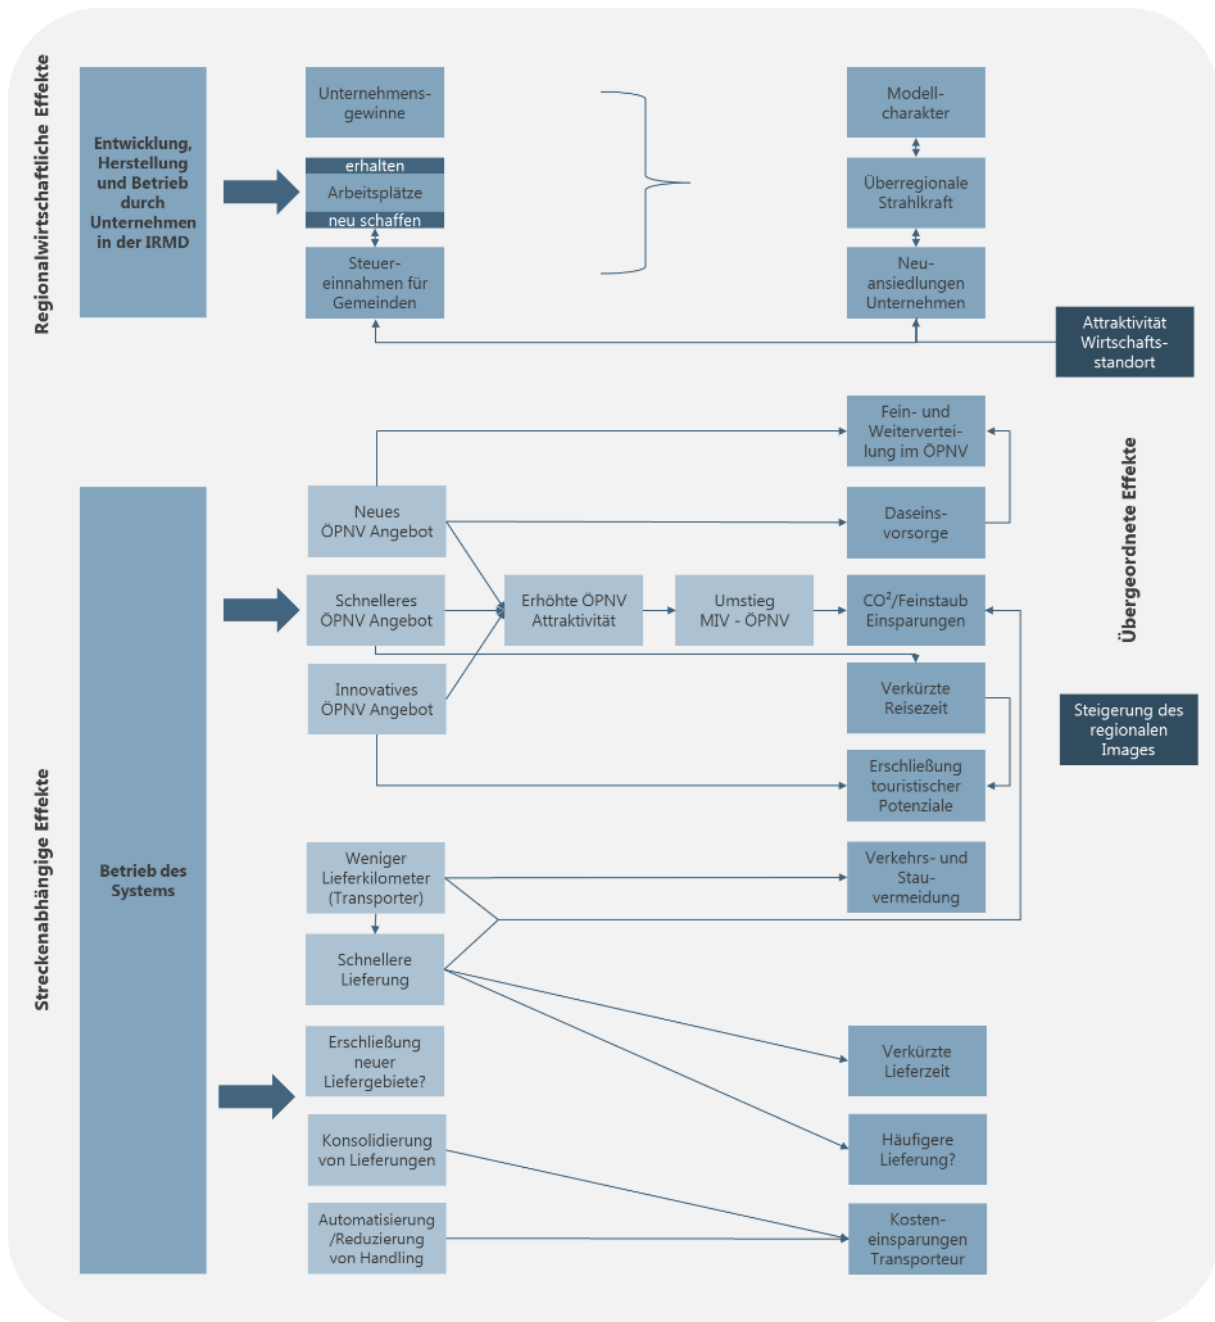 Regionalwirtschaftliche Effekte
Entwicklung,
Herstellung
und Betrieb
durch
Unternehmen
in der IRMD
Unternehmens-
gewinne
erhalten
Arbeitsplätze
neu schaffen
Steuer-
einnahmen für
Gemeinden
Modell-
charakter
Überregionale
Strahlkraft
Neu-
ansiedlungen
Unternehmen
Attraktivität
Wirtschafts-
standort
Streckenabhängige Effekte
Betrieb des
Systems
Neues
ÖPNV Angebot
Schnelleres
ÖPNV Angebot
Innovatives
ÖPNV Angebot
Erhöhte ÖPNV
Attraktivität
Umstieg
MIV - ÖPNV
Fein- und
Weitervertei-
lung im ÖPNV
Daseins-
vorsorge
CO²/Feinstaub
Einsparungen
Verkürzte
Reisezeit
Erschließung
touristischer
Potenziale
Weniger
Lieferkilometer
(Transporter)
Schnellere
Lieferung
Erschließung
neuer
Liefergebiete?
Konsolidierung
von Lieferungen
Automatisierung
/Reduzierung
von Handling
Verkehrs- und
Stau-
vermeidung
Verkürzte
Lieferzeit
Häufigere
Lieferung?
Kosten-
einsparungen
Transporteur
Übergeordnete Effekte
Steigerung des
regionalen
Images